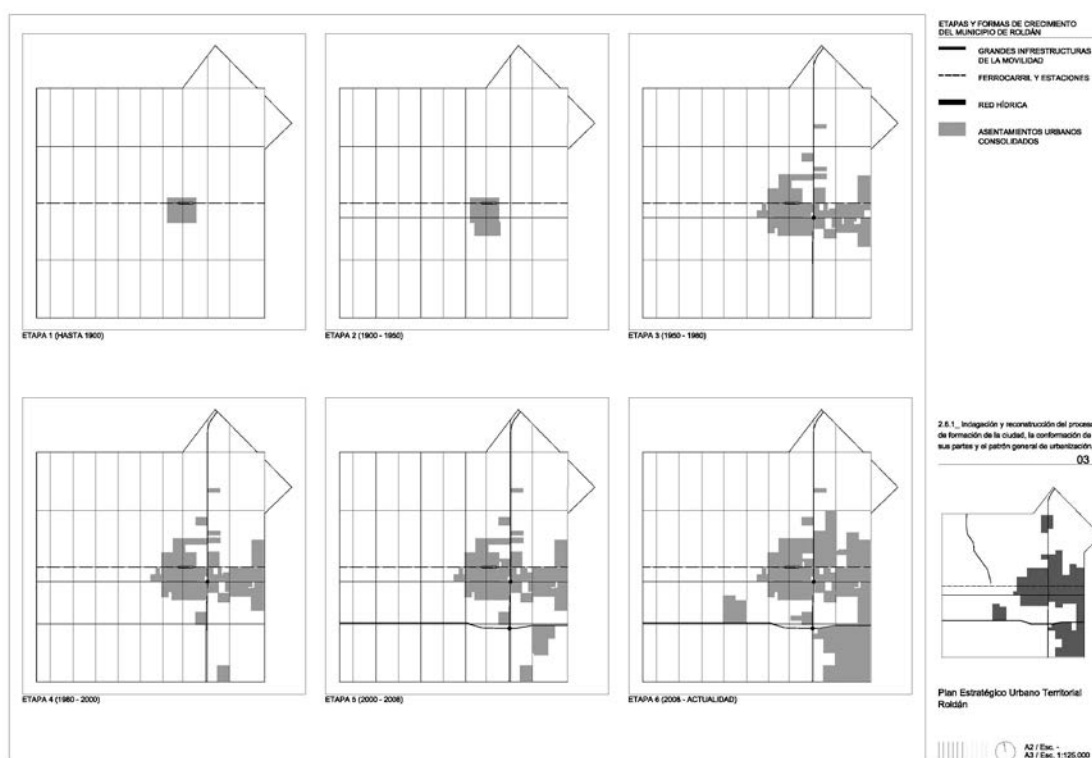 ETAPAS Y FORMAS DE CRECIMIENTO
DEL MUNICIPIO DE ROLDÁN
GRANDES INFRESTRUCTURAS
DE LA MOVILIDAD
FERROCARRIL Y ESTACIONES
RED HÍDRICA
ASENTAMIENTOS URBANOS
CONSOLIDADOS
ETAPA 1 (HASTA 1900)
ETAPA 2 (1900 - 1950)
ETAPA 3 (1950 - 1980)
ETAPA 4 (1980 - 2000)
ETAPA 5 (2000 - 2008)
ETAPA 6 (2008 - ACTUALIDAD)
2.6.1_ Indagación y reconstrucción del proceso
de formación de la ciudad, la conformación de
sus partes y el patrón general de urbanización.
03
Plan Estratégico Urbano Territorial
Roldán
A2 / Esc. -
A3 / Esc. 1:125.000